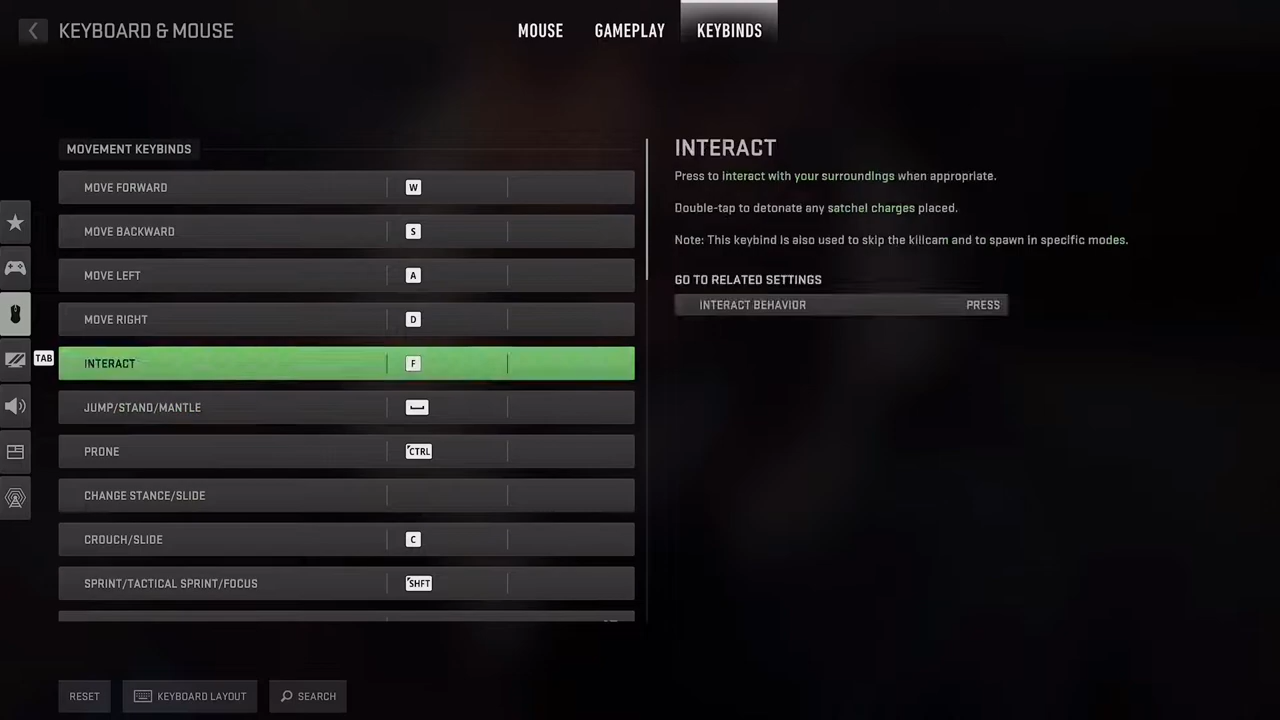 KEYBOARD & MOUSE
MOUSE
GAMEPLAY
KEYBINDS
MOVEMENT KEYBINDS
MOVE FORWARD W
MOVE BACKWARD S
MOVE LEFT A
MOVE RIGHT D
TAB
INTERACT F
JUMP/STAND/MANTLE
PRONE CTRL
CHANGE STANCE/SLIDE
CROUCH/SLIDE C
SPRINT/TACTICAL SPRINT/FOCUS SHFT
INTERACT
Press to interact with your surroundings when appropriate.
Double-tap to detonate any satchel charges placed.
Note: This keybind is also used to skip the killcam and to spawn in specific modes.
GO TO RELATED SETTINGS
INTERACT BEHAVIOR PRESS
RESET
KEYBOARD LAYOUT
SEARCH